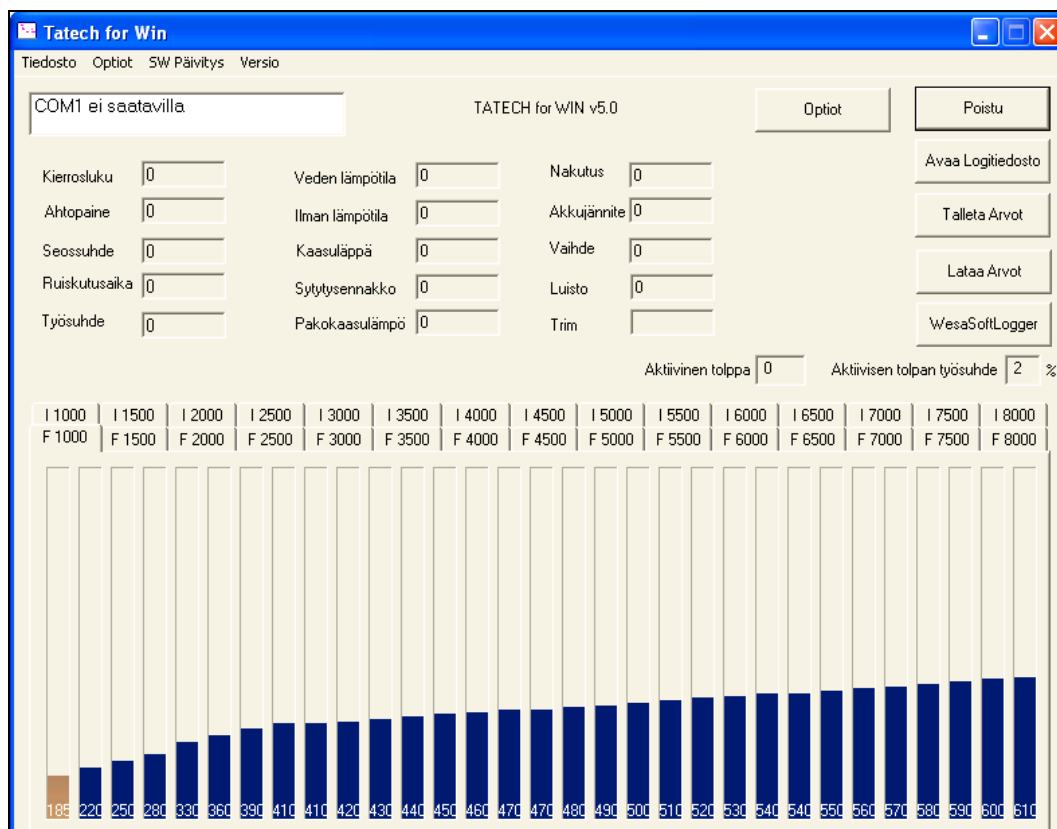 Tatech for Win
Tiedosto Optiot SW Päivitys Versio
COM1 ei saatavilla TATECH for WIN v5.0 Optiot Poistu
Avaa Logitiedosto
Kierrosluku 0 Veden lämpötila 0 Nakutus 0
Ahtopaine 0 Ilman lämpötila 0 Akkujännite 0 Talleta Arvot
Seossuhde 0 Kaasuläppä 0 Vaihde 0
Lataa Arvot
Ruiskutusaika 0 Sytytysennakko 0 Luisto 0
Työsuhde 0 Pakokaasulämpö 0 Trim WesaSoftLogger
Aktiivinen tolppa 0 Aktiivisen tolpan työsuhde 2 %
I 1000 I 1500 I 2000 I 2500 I 3000 I 3500 I 4000 I 4500 I 5000 I 5500 I 6000 I 6500 I 7000 I 7500 I 8000
F 1000 F 1500 F 2000 F 2500 F 3000 F 3500 F 4000 F 4500 F 5000 F 5500 F 6000 F 6500 F 7000 F 7500 F 8000
185 220 250 280 330 360 390 410 410 420 430 440 450 460 470 470 480 490 500 510 520 530 540 540 550 560 570 580 590 600 610